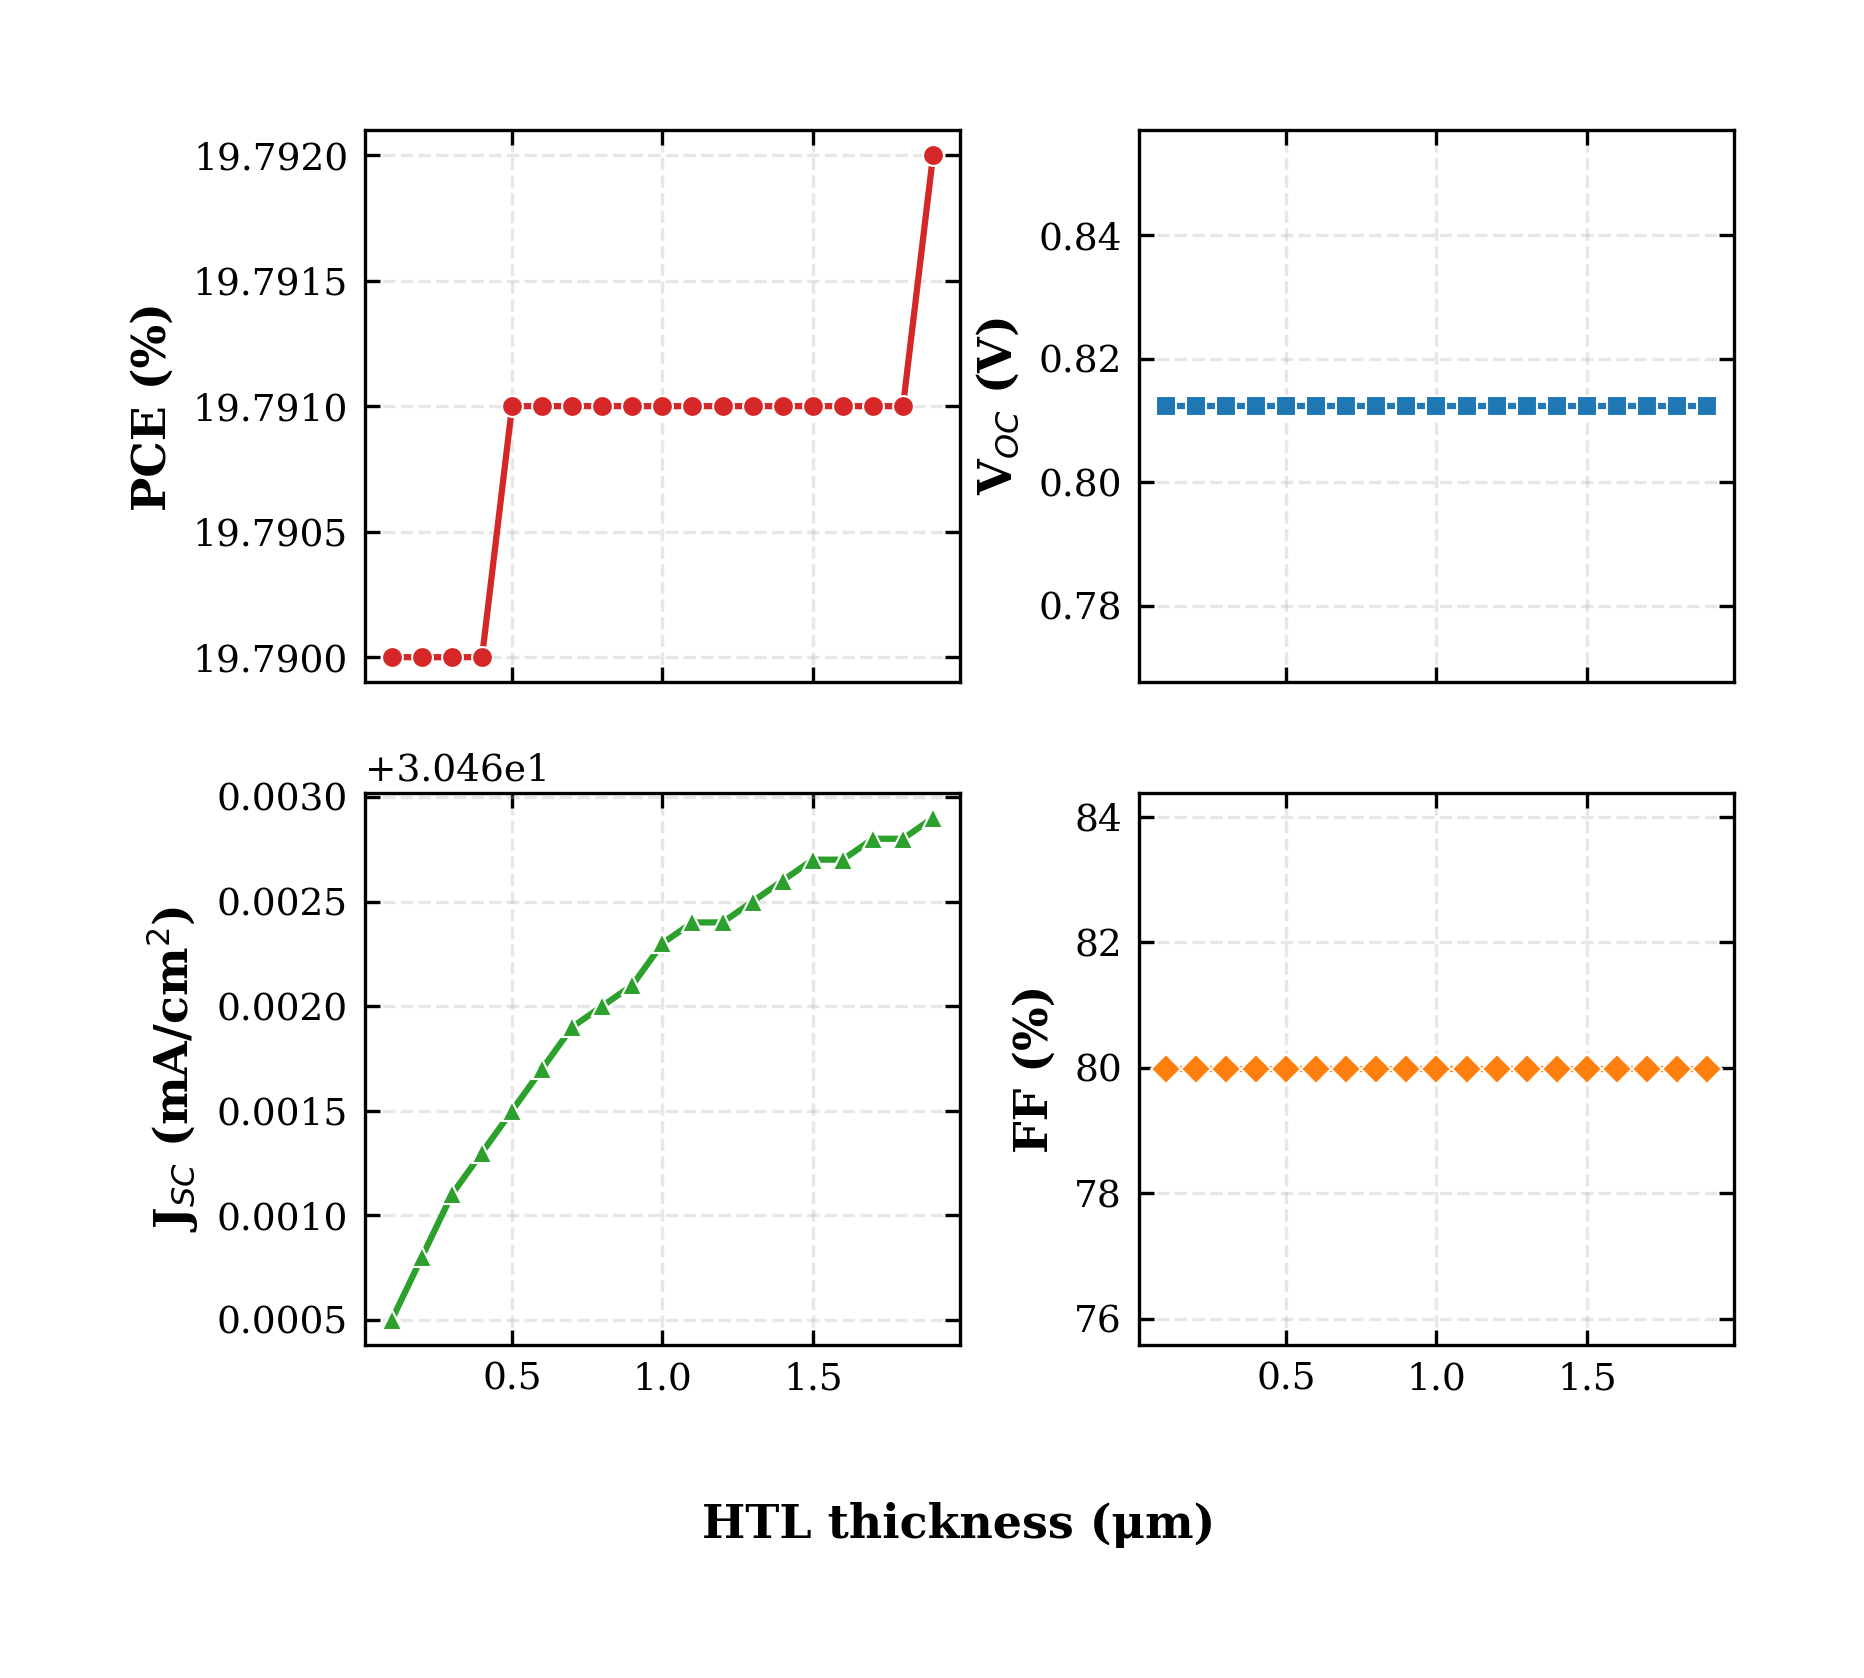 PCE (%)
19.7920
19.7915
19.7910
19.7905
19.7900
V_OC (V)
0.84
0.82
0.80
0.78
+3.046e1
J_SC (mA/cm²)
0.0030
0.0025
0.0020
0.0015
0.0010
0.0005
0.5 1.0 1.5
FF (%)
84
82
80
78
76
0.5 1.0 1.5
HTL thickness (μm)